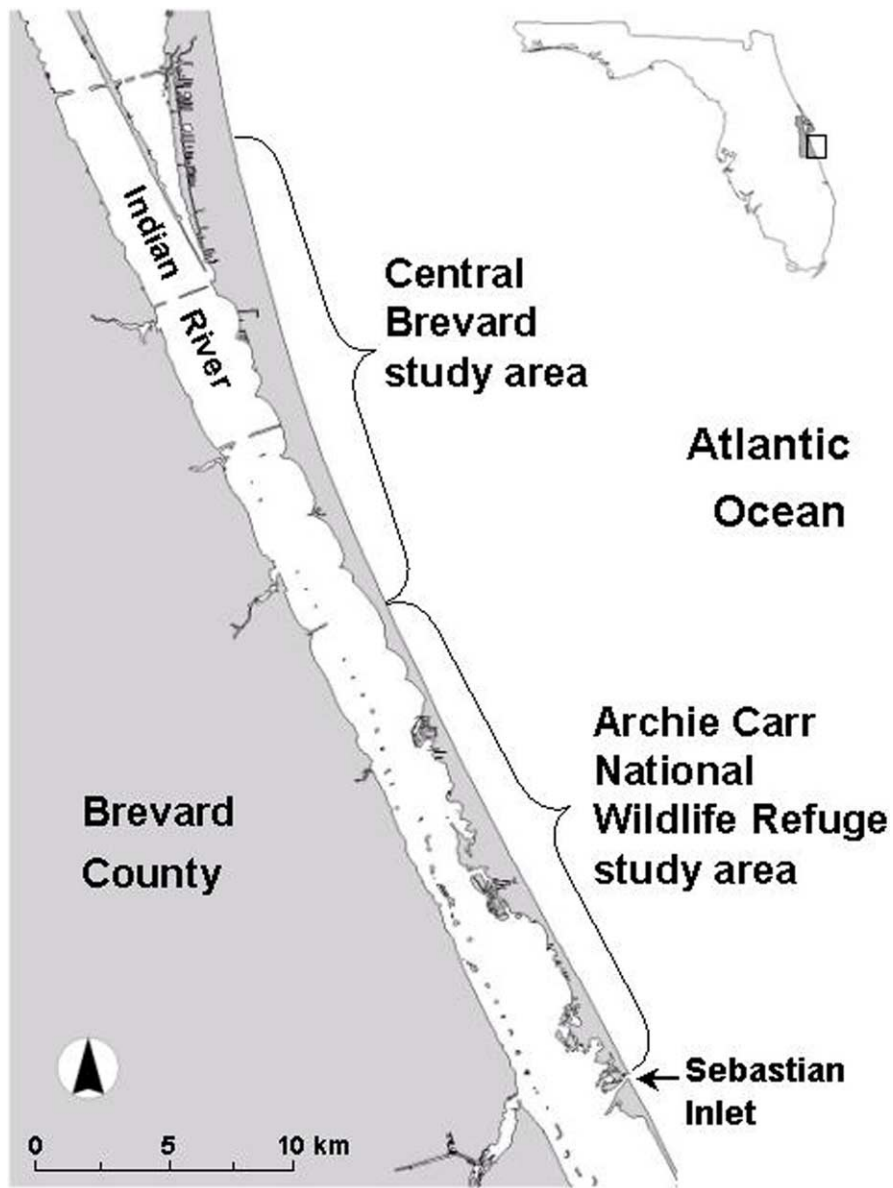 Indian
River
Central
Brevard
study area
Atlantic
Ocean
Archie Carr
National
Wildlife Refuge
study area
Brevard
County
Sebastian
Inlet
0 5 10 km